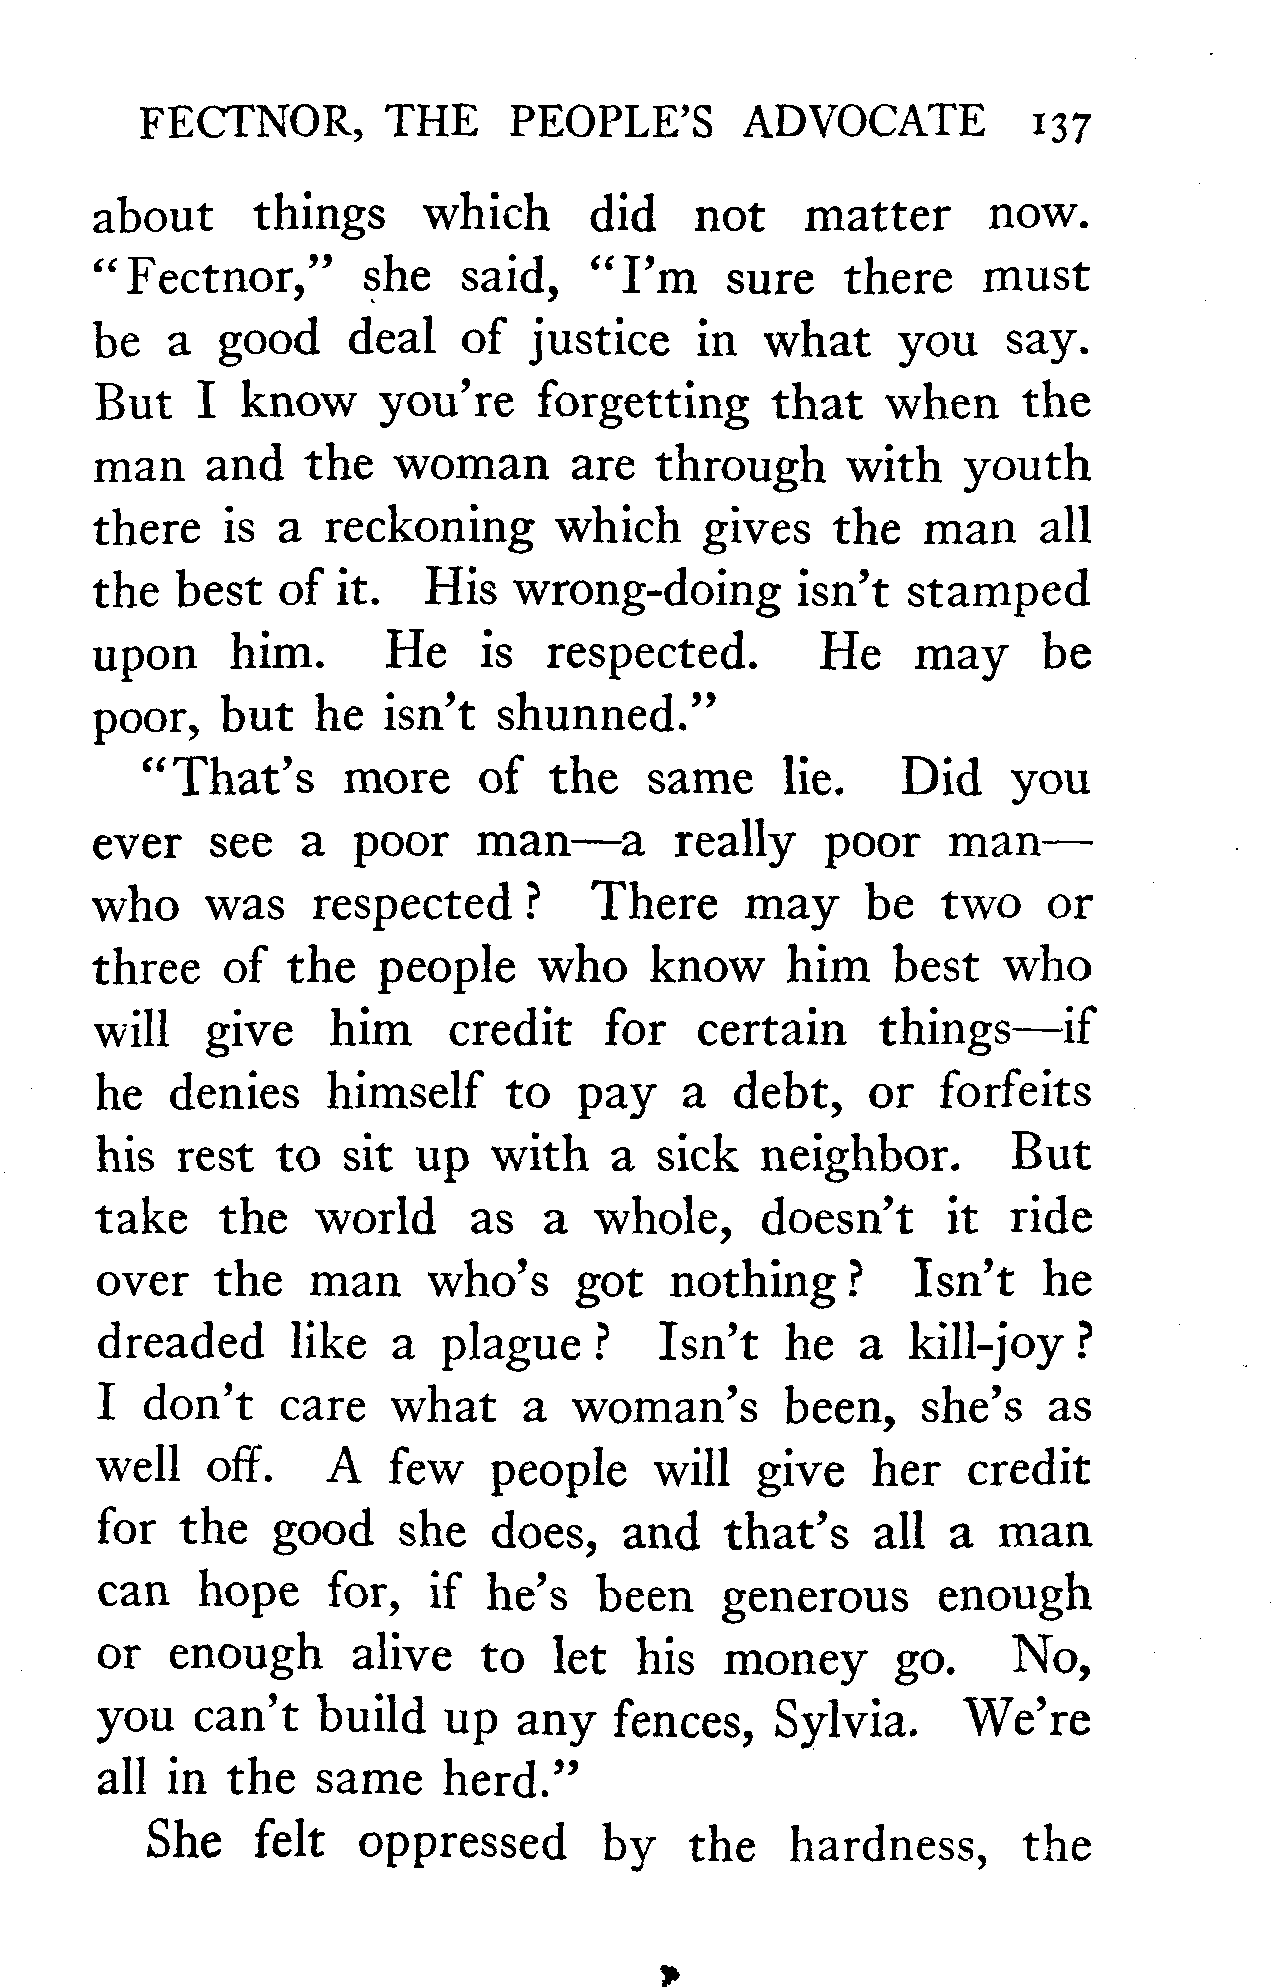 FECTNOR, THE PEOPLE'S ADVOCATE 137
about things which did not matter now.
"Fectnor," she said, "I'm sure there must
be a good deal of justice in what you say.
But I know you're forgetting that when the
man and the woman are through with youth
there is a reckoning which gives the man all
the best of it. His wrong-doing isn't stamped
upon him. He is respected. He may be
poor, but he isn't shunned."
"That's more of the same lie. Did you
ever see a poor man—a really poor man—
who was respected? There may be two or
three of the people who know him best who
will give him credit for certain things—if
he denies himself to pay a debt, or forfeits
his rest to sit up with a sick neighbor. But
take the world as a whole, doesn't it ride
over the man who's got nothing? Isn't he
dreaded like a plague? Isn't he a kill-joy?
I don't care what a woman's been, she's as
well off. A few people will give her credit
for the good she does, and that's all a man
can hope for, if he's been generous enough
or enough alive to let his money go. No,
you can't build up any fences, Sylvia. We're
all in the same herd."
She felt oppressed by the hardness, the